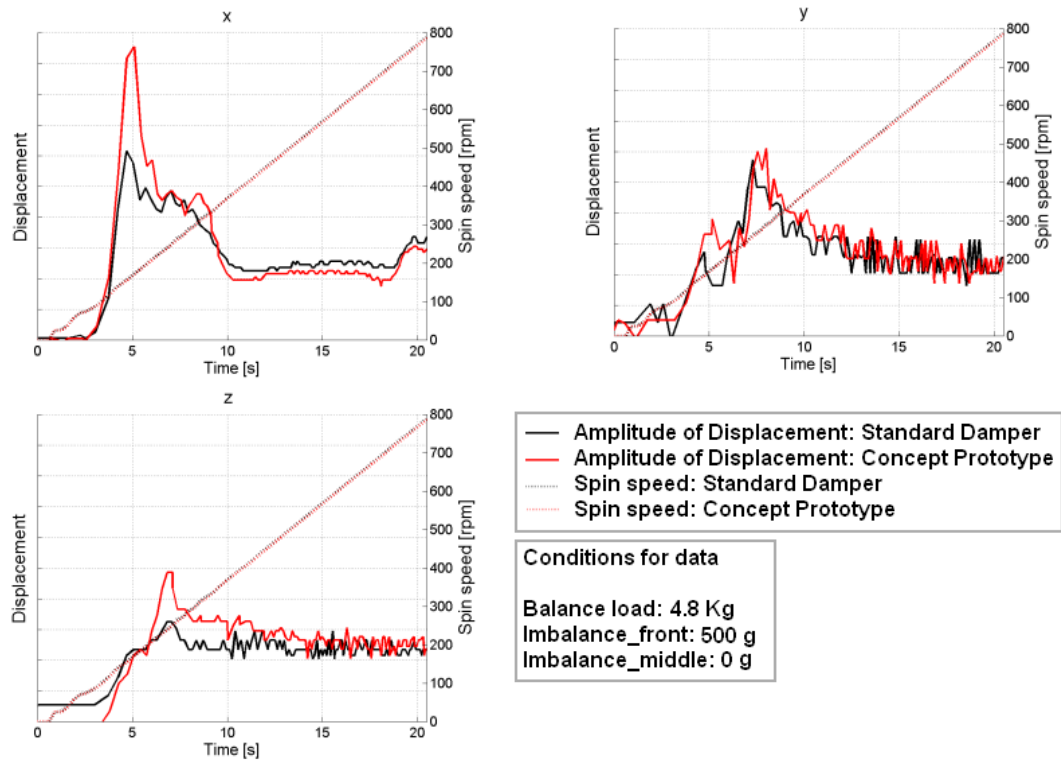 x
800
700
600
500
400
300
200
100
0
Displacement
Spin speed [rpm]
0 5 10 15 20
Time [s]
y
800
700
600
500
400
300
200
100
0
Displacement
Spin speed [rpm]
0 5 10 15 20
Time [s]
z
800
700
600
500
400
300
200
100
0
Displacement
Spin speed [rpm]
0 5 10 15 20
Time [s]
Amplitude of Displacement: Standard Damper
Amplitude of Displacement: Concept Prototype
Spin speed: Standard Damper
Spin speed: Concept Prototype
Conditions for data
Balance load: 4.8 Kg
Imbalance_front: 500 g
Imbalance_middle: 0 g